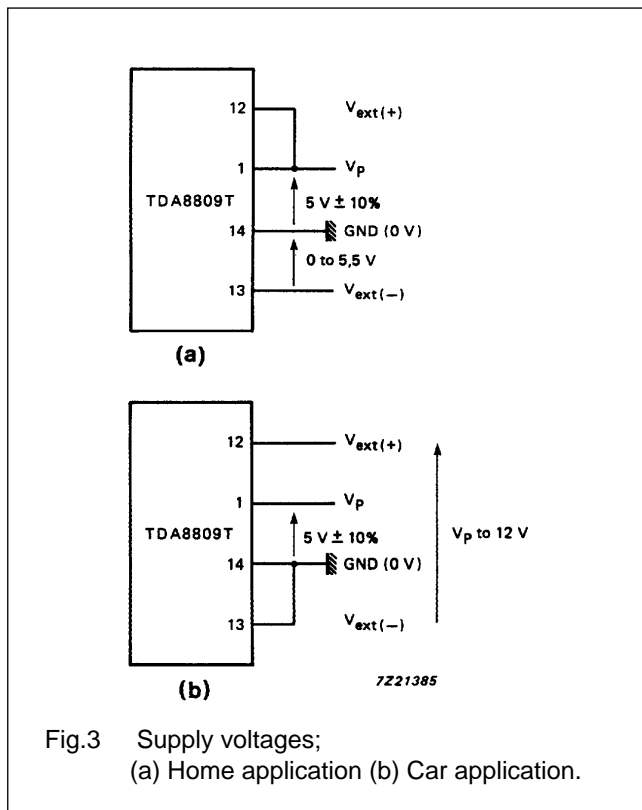 12 V_ext(+)
1 V_P
TDA8809T
5 V ± 10%
14 GND (0 V)
0 to 5,5 V
13 V_ext(–)
(a)
12 V_ext(+)
1 V_P
TDA8809T
5 V ± 10%
V_P to 12 V
14 GND (0 V)
13 V_ext(–)
(b)
7Z21385
Fig.3 Supply voltages;
(a) Home application (b) Car application.